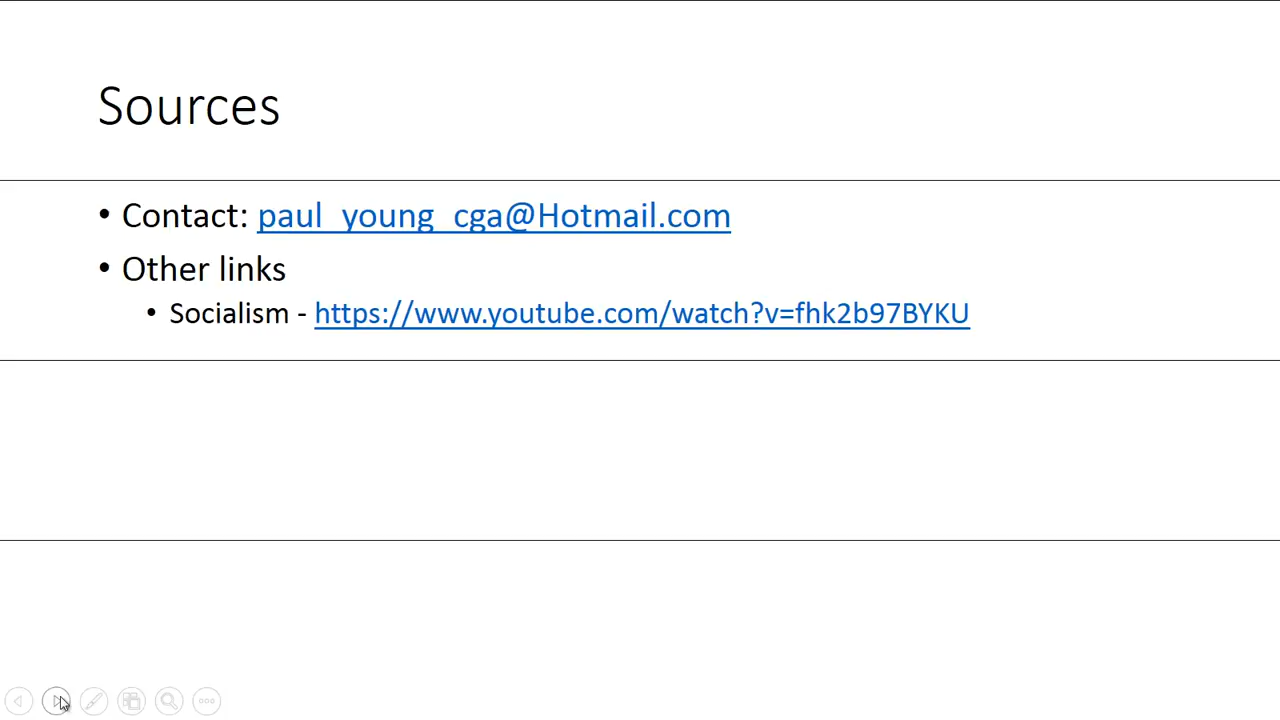 Sources
• Contact: paul_young_cga@Hotmail.com
• Other links
• Socialism - https://www.youtube.com/watch?v=fhk2b97BYKU